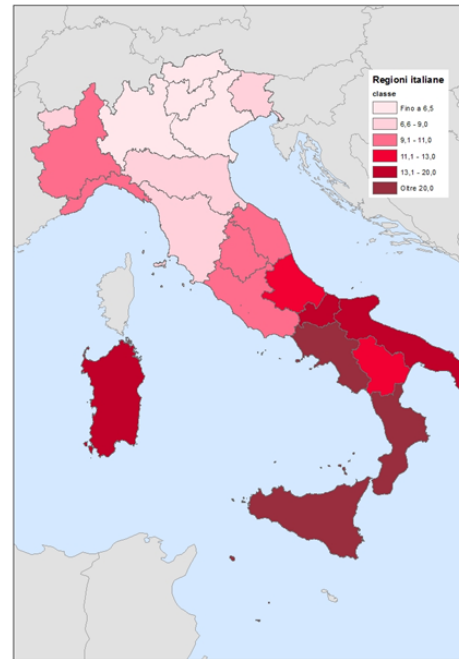 Regioni italiane
classe
Fino a 6,5
6,6 - 9,0
9,1 - 11,0
11,1 - 13,0
13,1 - 20,0
Oltre 20,0